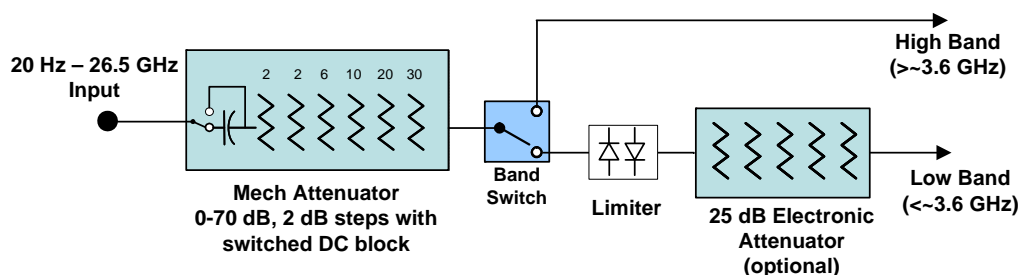 20 Hz – 26.5 GHz
Input
2 2 6 10 20 30
Mech Attenuator
0-70 dB, 2 dB steps with
switched DC block
Band
Switch
Limiter
25 dB Electronic
Attenuator
(optional)
High Band
(>~3.6 GHz)
Low Band
(<~3.6 GHz)